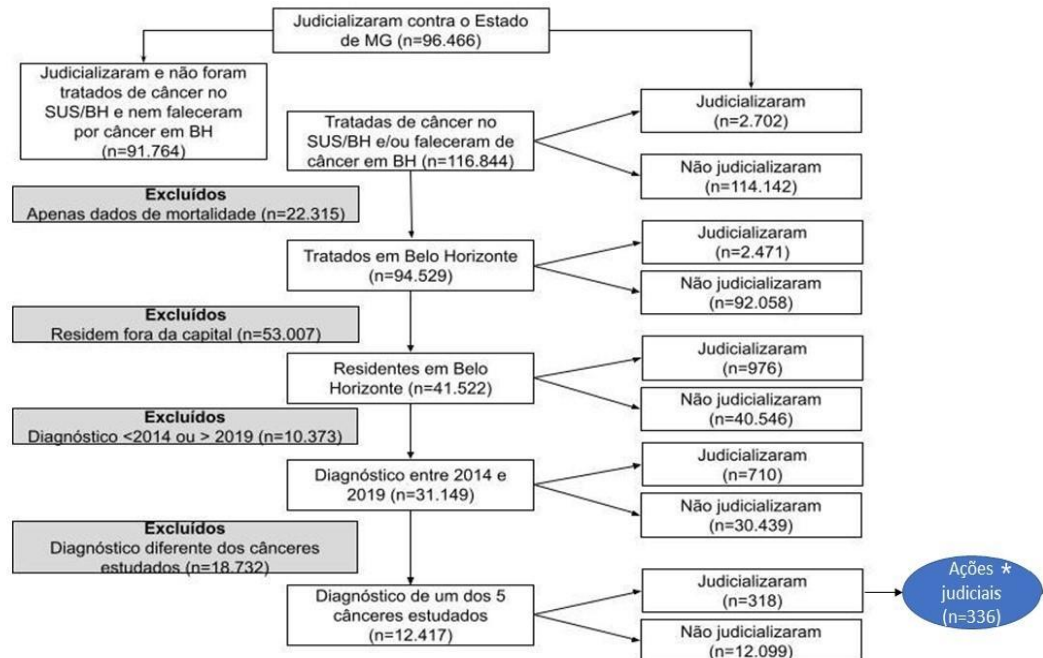 Judicializaram contra o Estado
de MG (n=96.466)
Judicializaram e não foram
tratados de câncer no
SUS/BH e nem faleceram
por câncer em BH
(n=91.764)
Tratadas de câncer no
SUS/BH e/ou faleceram de
câncer em BH (n=116.844)
Judicializaram
(n=2.702)
Não judicializaram
(n=114.142)
Excluídos
Apenas dados de mortalidade (n=22.315)
Tratados em Belo Horizonte
(n=94.529)
Judicializaram
(n=2.471)
Não judicializaram
(n=92.058)
Excluídos
Residem fora da capital (n=53.007)
Residentes em Belo
Horizonte (n=41.522)
Judicializaram
(n=976)
Não judicializaram
(n=40.546)
Excluídos
Diagnóstico <2014 ou > 2019 (n=10.373)
Diagnóstico entre 2014 e
2019 (n=31.149)
Judicializaram
(n=710)
Não judicializaram
(n=30.439)
Excluídos
Diagnóstico diferente dos cânceres
estudados (n=18.732)
Diagnóstico de um dos 5
cânceres estudados
(n=12.417)
Judicializaram
(n=318)
Não judicializaram
(n=12.099)
Ações *
judiciais
(n=336)